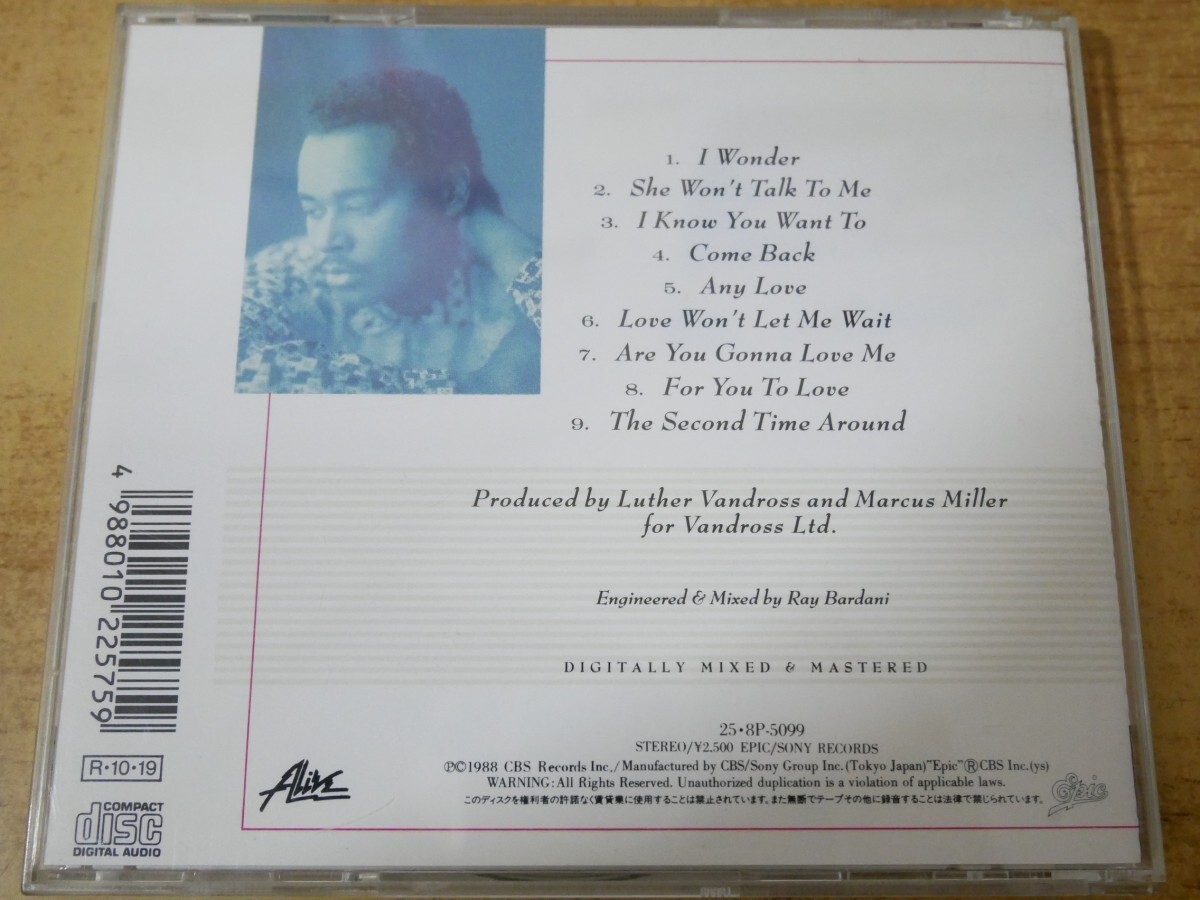 1. I Wonder
2. She Won't Talk To Me
3. I Know You Want To
4. Come Back
5. Any Love
6. Love Won't Let Me Wait
7. Are You Gonna Love Me
8. For You To Love
9. The Second Time Around
Produced by Luther Vandross and Marcus Miller
for Vandross Ltd.
Engineered & Mixed by Ray Bardani
DIGITALLY MIXED & MASTERED
25・8P-5099
STEREO/¥2,500 EPIC/SONY RECORDS
℗©1988 CBS Records Inc./Manufactured by CBS/Sony Group Inc.(Tokyo Japan)"Epic"®CBS Inc.(ys)
WARNING: All Rights Reserved. Unauthorized duplication is a violation of applicable laws.
このディスクを権利者の許諾なく賃貸業に使用することは禁止されています。また無断でテープその他に録音することは法律で禁じられています。
4 988010 225759
R・10・19
COMPACT
disc
DIGITAL AUDIO
Alive
Epic